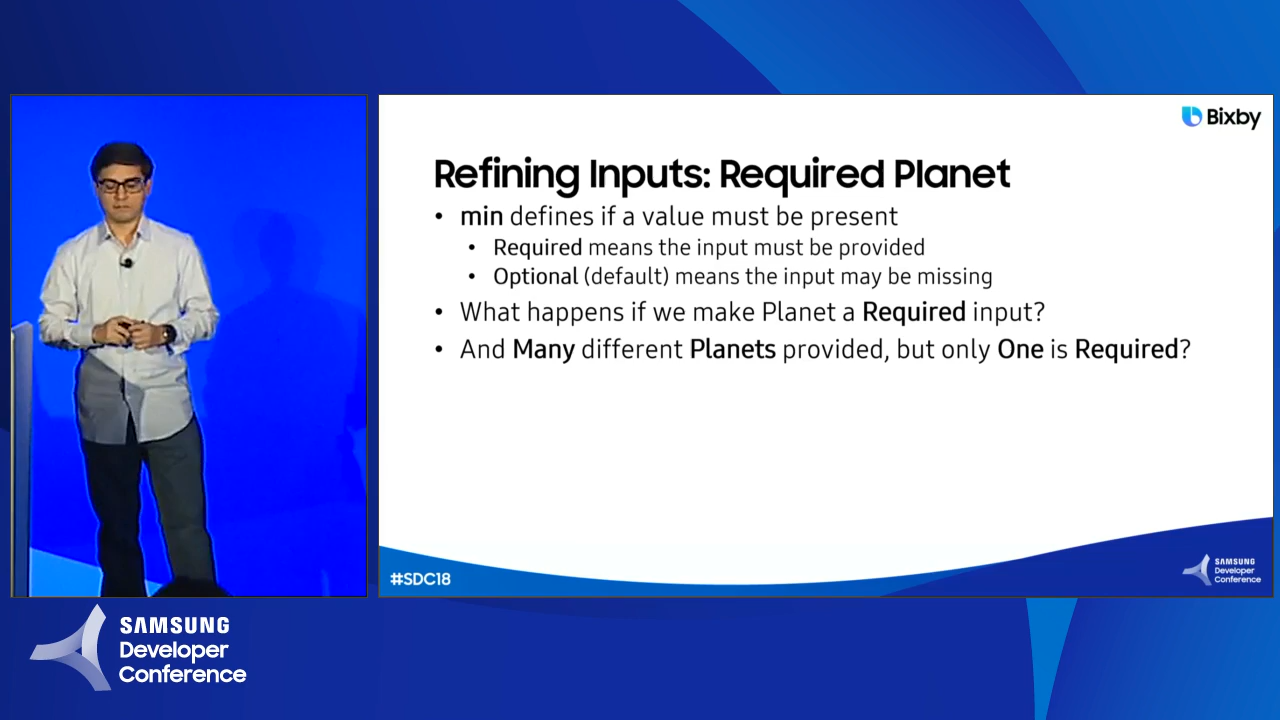 Bixby
Refining Inputs: Required Planet
• min defines if a value must be present
• Required means the input must be provided
• Optional (default) means the input may be missing
• What happens if we make Planet a Required input?
• And Many different Planets provided, but only One is Required?
#SDC18
SAMSUNG
Developer
Conference
SAMSUNG
Developer
Conference